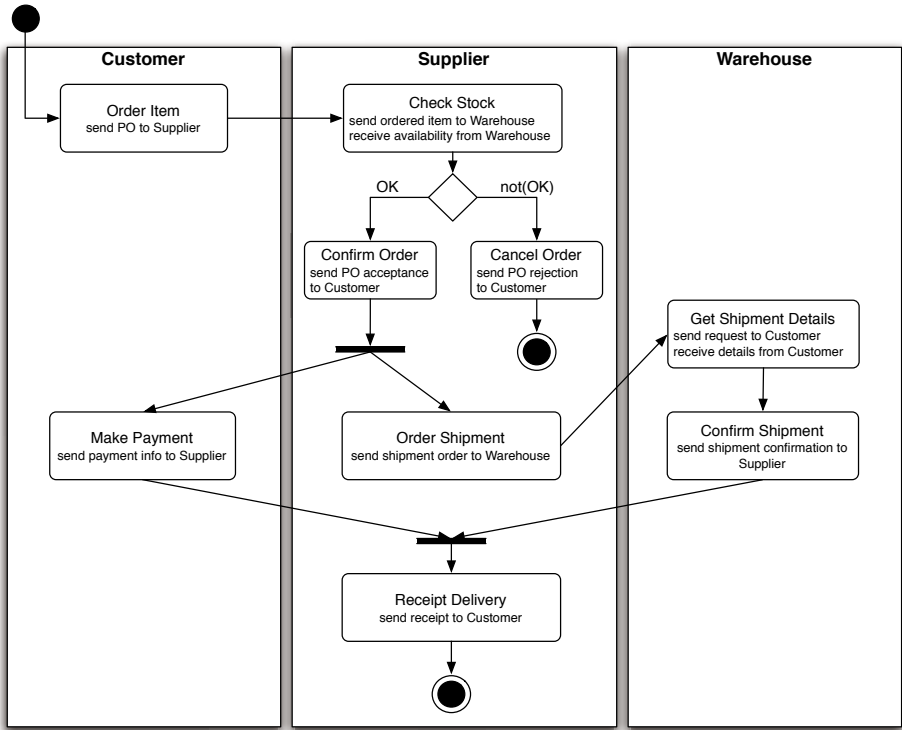 Customer
Supplier
Warehouse
Order Item
send PO to Supplier
Check Stock
send ordered item to Warehouse
receive availability from Warehouse
OK
not(OK)
Confirm Order
send PO acceptance
to Customer
Cancel Order
send PO rejection
to Customer
Get Shipment Details
send request to Customer
receive details from Customer
Make Payment
send payment info to Supplier
Order Shipment
send shipment order to Warehouse
Confirm Shipment
send shipment confirmation to
Supplier
Receipt Delivery
send receipt to Customer